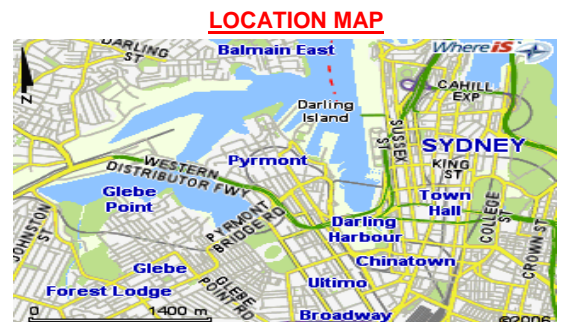 LOCATION MAP
DARLING
ST
Balmain East
WhereiS
N
CAHILL
EXP
Darling
Island
SUSSEX
ST
SYDNEY
KING
ST
Pyrmont
WESTERN
DISTRIBUTOR FWY
Glebe
Point
Town
Hall
COLLEGE
ST
CROWN ST
JOHNSTON
ST
PYRMONT
BRIDGE RD
Darling
Harbour
Chinatown
Glebe
GLEBE
POINT RD
Ultimo
Forest Lodge
0
1400 m
Broadway
©2006